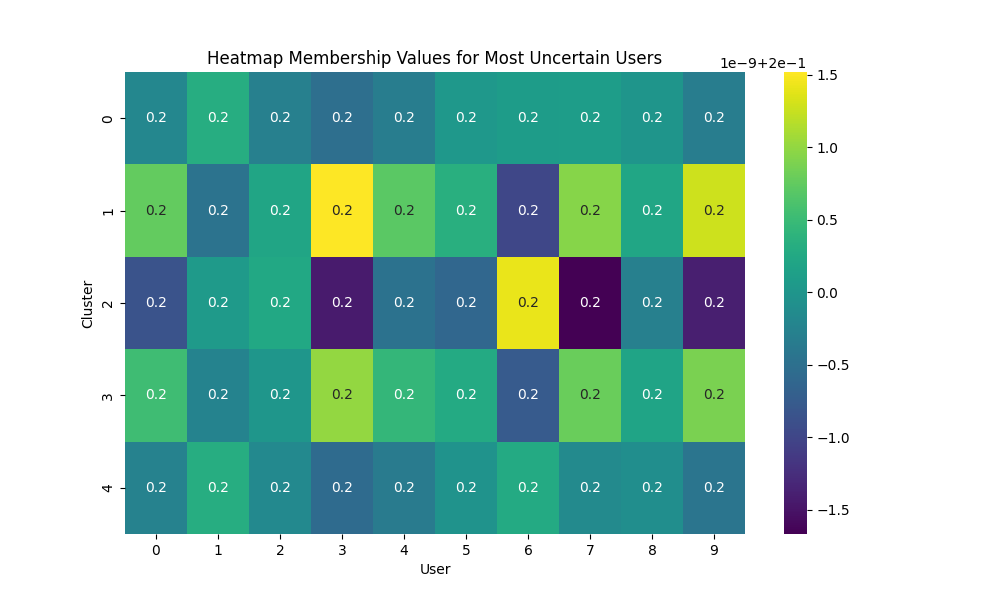 Heatmap Membership Values for Most Uncertain Users
1e−9+2e−1
0 0.2 0.2 0.2 0.2 0.2 0.2 0.2 0.2 0.2 0.2
1 0.2 0.2 0.2 0.2 0.2 0.2 0.2 0.2 0.2 0.2
2 0.2 0.2 0.2 0.2 0.2 0.2 0.2 0.2 0.2 0.2
3 0.2 0.2 0.2 0.2 0.2 0.2 0.2 0.2 0.2 0.2
4 0.2 0.2 0.2 0.2 0.2 0.2 0.2 0.2 0.2 0.2
Cluster
0 1 2 3 4 5 6 7 8 9
User
1.5
1.0
0.5
0.0
−0.5
−1.0
−1.5